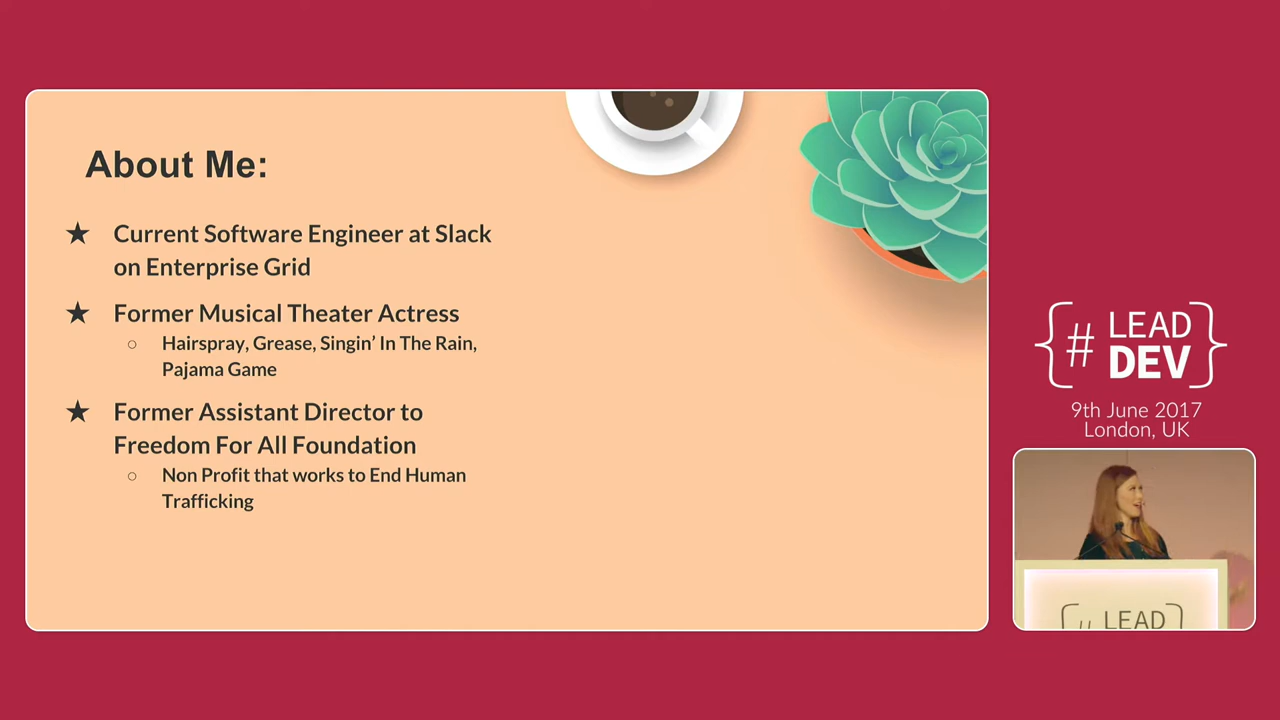 About Me:
★ Current Software Engineer at Slack
on Enterprise Grid
★ Former Musical Theater Actress
○ Hairspray, Grease, Singin’ In The Rain,
Pajama Game
★ Former Assistant Director to
Freedom For All Foundation
○ Non Profit that works to End Human
Trafficking
{# LEAD
DEV}
9th June 2017
London, UK
{# LEAD}